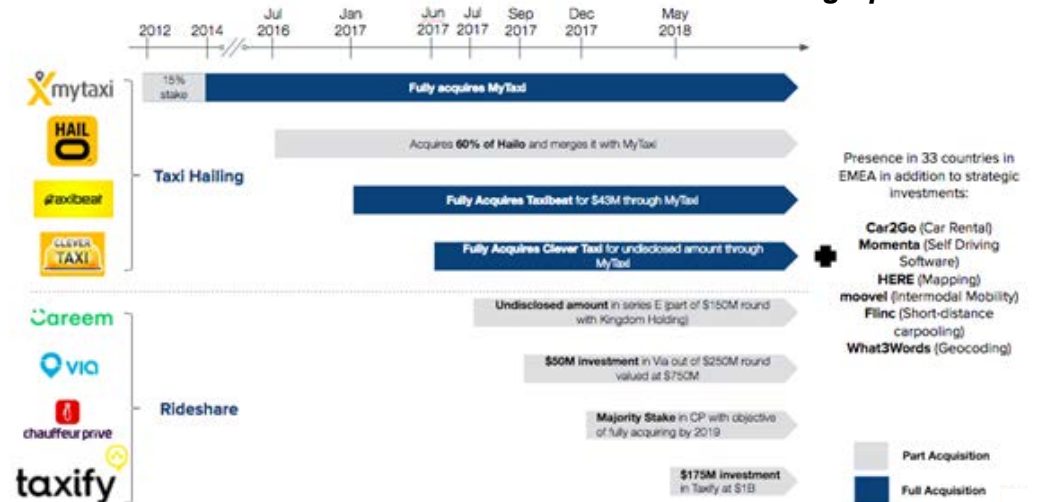 Jul Jan Jun Jul Sep Dec May
2012 2014 2016 2017 2017 2017 2017 2017 2018
mytaxi
15%
stake
Fully acquires MyTaxi
HAIL
O
Acquires 60% of Hailo and merges it with MyTaxi
Taxi Hailing
taxibeat
Fully Acquires Taxibeat for $43M through MyTaxi
CLEVER
TAXI
Fully Acquires Clever Taxi for undisclosed amount through
MyTaxi
Presence in 33 countries in
EMEA in addition to strategic
investments:
Car2Go (Car Rental)
Momenta (Self Driving
Software)
HERE (Mapping)
moovel (Intermodal Mobility)
Flinc (Short-distance
carpooling)
What3Words (Geocoding)
Careem
Undisclosed amount in series E (part of $150M round
with Kingdom Holding)
via
$50M investment in Via out of $250M round
valued at $750M
Rideshare
chauffeur privé
Majority Stake in CP with objective
of fully acquiring by 2019
taxify
$175M investment
in Taxify at $1B
Part Acquisition
Full Acquisition